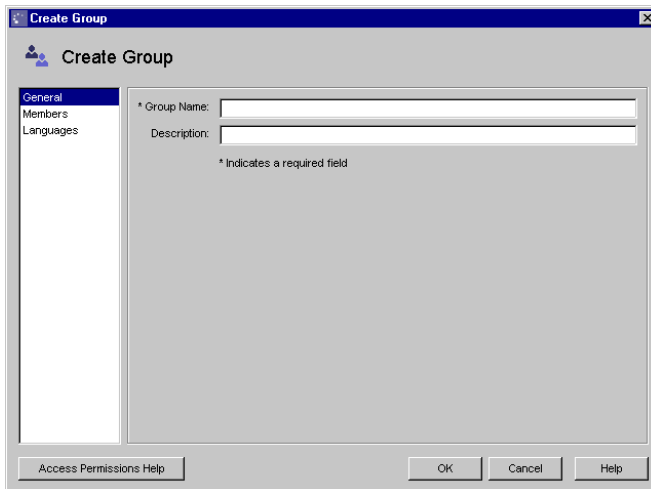 Create Group
Create Group
General
Members
Languages
* Group Name:
Description:
* Indicates a required field
Access Permissions Help
OK
Cancel
Help